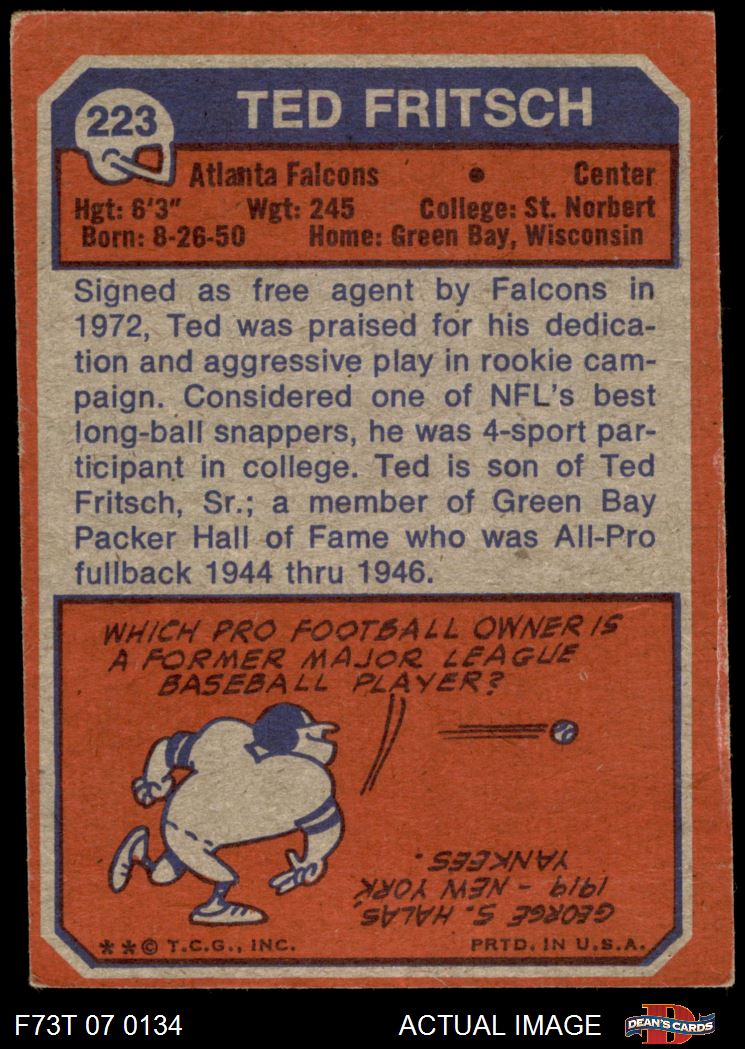 223
TED FRITSCH
Atlanta Falcons • Center
Hgt: 6'3" Wgt: 245 College: St. Norbert
Born: 8-26-50 Home: Green Bay, Wisconsin
Signed as free agent by Falcons in
1972, Ted was praised for his dedica-
tion and aggressive play in rookie cam-
paign. Considered one of NFL's best
long-ball snappers, he was 4-sport par-
ticipant in college. Ted is son of Ted
Fritsch, Sr.; a member of Green Bay
Packer Hall of Fame who was All-Pro
fullback 1944 thru 1946.
WHICH PRO FOOTBALL OWNER IS
A FORMER MAJOR LEAGUE
BASEBALL PLAYER?
GEORGE S. HALAS
1919 - NEW YORK
YANKEES.
**© T.C.G., INC. PRTD. IN U.S.A.
F73T 07 0134 ACTUAL IMAGE D DEAN'S CARDS